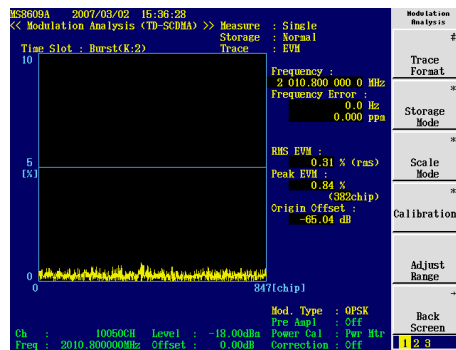 MS8609A 2007/03/02 15:36:28
<< Modulation Analysis (TD-SCDMA) >> Measure : Single
Storage : Normal
Time Slot : Burst(K:2) Trace : EVM
10
Frequency :
2 010.800 000 0 MHz
Frequency Error :
0.0 Hz
0.000 ppm
RMS EVM :
0.31 % (rms)
5
[%]
Peak EVM :
0.84 %
(382chip)
Origin Offset :
-65.04 dB
0
0 847[chip]
Mod. Type : QPSK
Pre Ampl : Off
Ch : 10050CH Level : -18.00dBm Power Cal : Pwr Mtr
Freq : 2010.800000MHz Offset : 0.00dB Correction : Off
Modulation
Analysis
#
Trace
Format
*
Storage
Mode
*
Scale
Mode
*
Calibration
Adjust
Range
→
Back
Screen
1 2 3